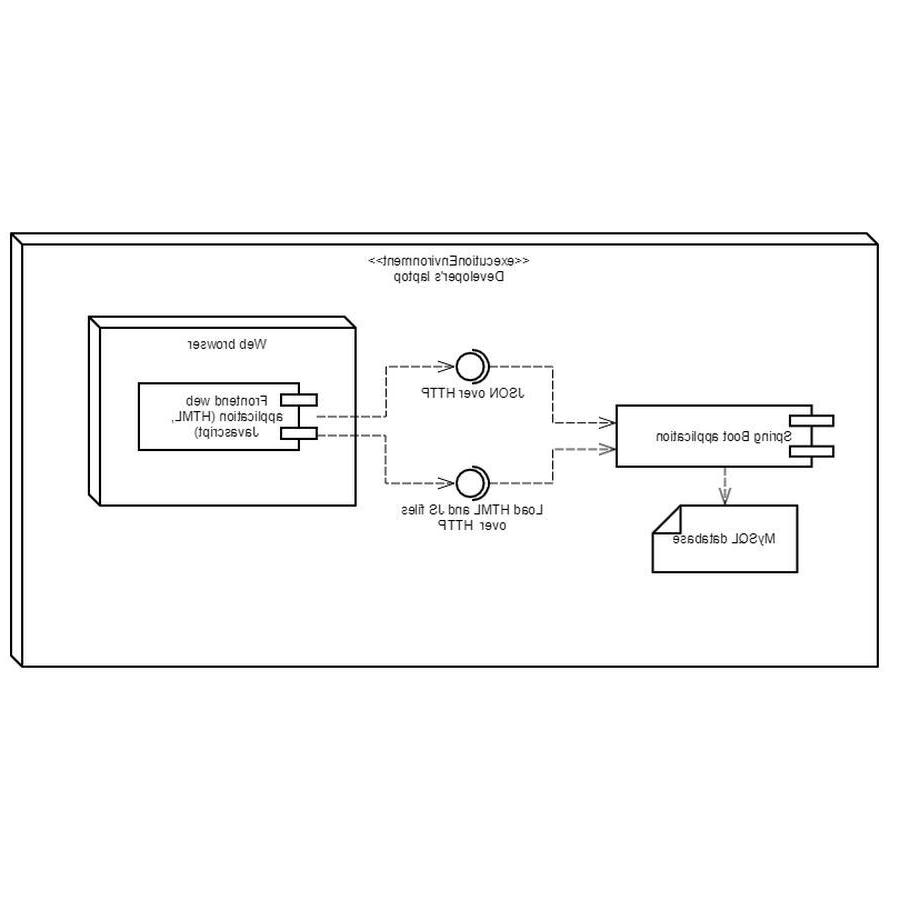 <<executionEnvironment>>
Developer's laptop
Web browser
Frontend web
application (HTML,
Javascript)
JSON over HTTP
Load HTML and JS files
over HTTP
Spring Boot application
MySQL database